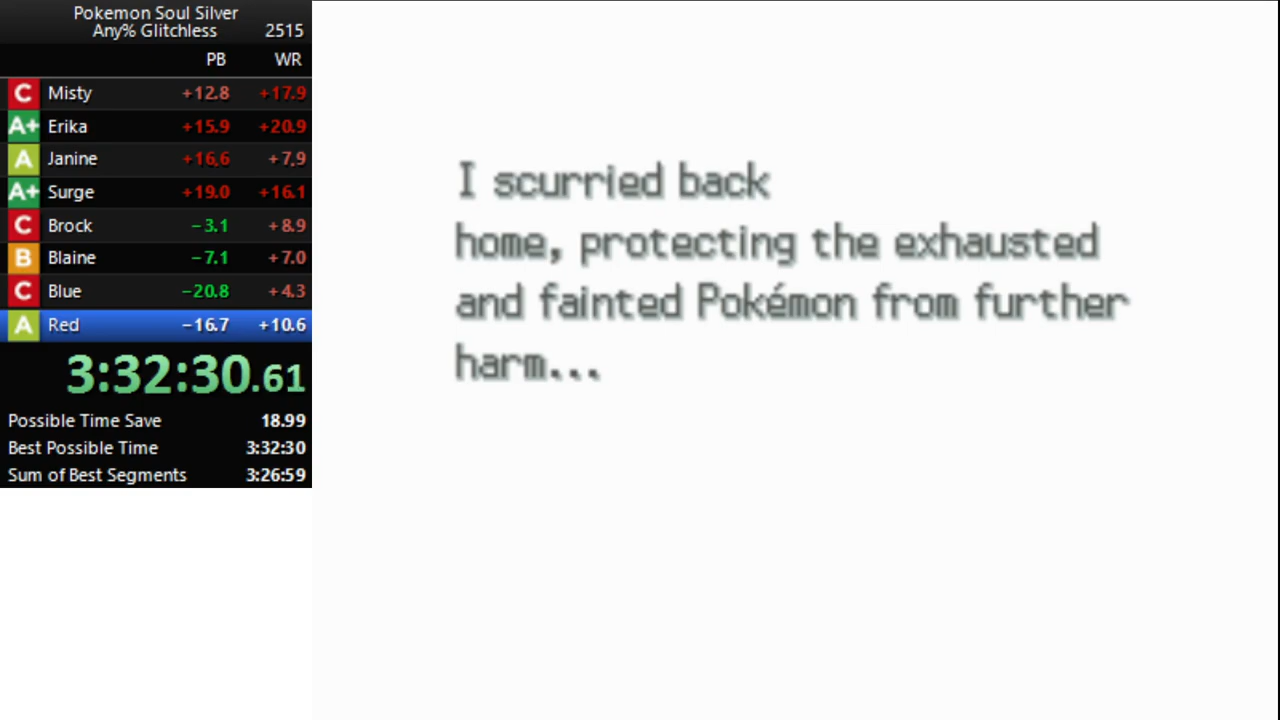 Pokemon Soul Silver
Any% Glitchless 2515
PB WR
C Misty +12.8 +17.9
A+ Erika +15.9 +20.9
A Janine +16,6 +7,9
A+ Surge +19.0 +16.1
C Brock −3.1 +8.9
B Blaine −7.1 +7.0
C Blue −20.8 +4.3
A Red −16.7 +10.6
3:32:30.61
Possible Time Save 18.99
Best Possible Time 3:32:30
Sum of Best Segments 3:26:59
I scurried back
home, protecting the exhausted
and fainted Pokémon from further
harm...